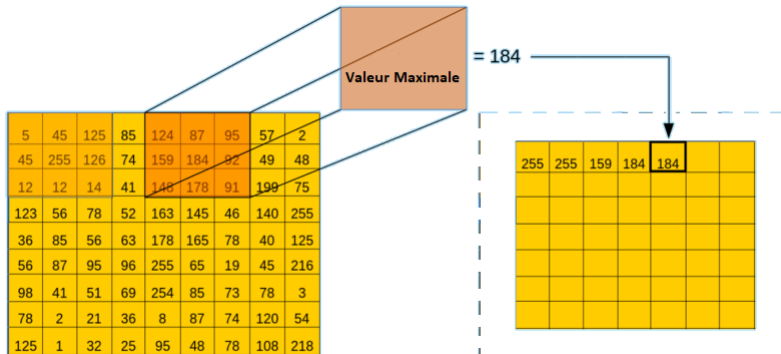 Valeur Maximale
= 184
5 45 125 85 124 87 95 57 2
45 255 126 74 159 184 92 49 48
12 12 14 41 148 178 91 199 75
123 56 78 52 163 145 46 140 255
36 85 56 63 178 165 78 40 125
56 87 95 96 255 65 19 45 216
98 41 51 69 254 85 73 78 3
78 2 21 36 8 87 74 120 54
125 1 32 25 95 48 78 108 218
255 255 159 184 184